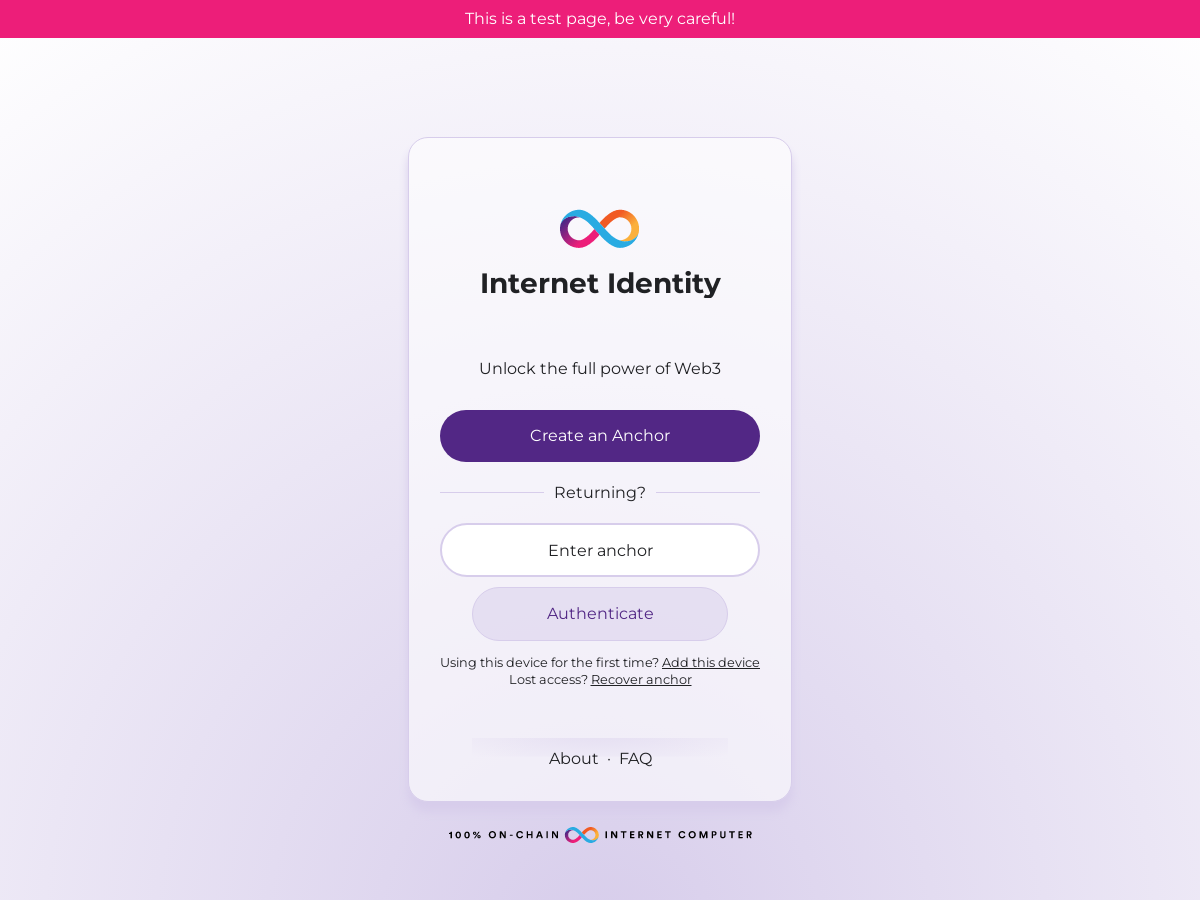 This is a test page, be very careful!
Internet Identity
Unlock the full power of Web3
Create an Anchor
Returning?
Enter anchor
Authenticate
Using this device for the first time? Add this device
Lost access? Recover anchor
About · FAQ
100% ON-CHAIN INTERNET COMPUTER